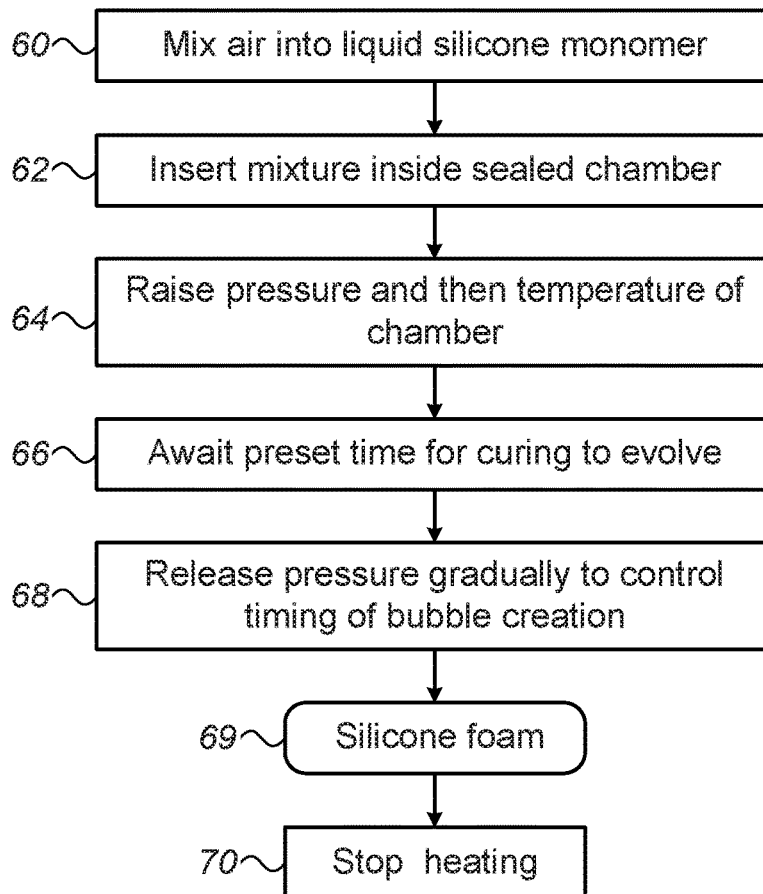 60 Mix air into liquid silicone monomer
62 Insert mixture inside sealed chamber
64 Raise pressure and then temperature of
chamber
66 Await preset time for curing to evolve
68 Release pressure gradually to control
timing of bubble creation
69 Silicone foam
70 Stop heating